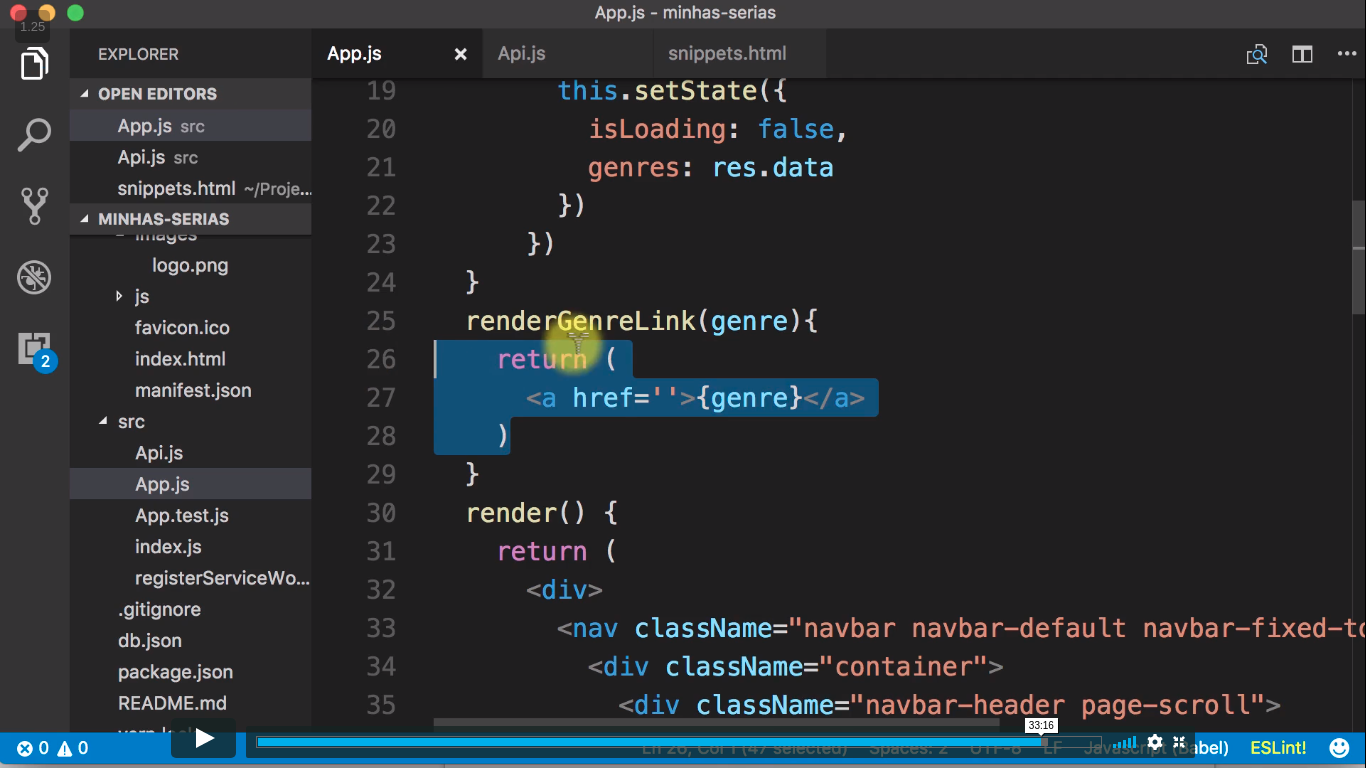 App.js - minhas-serias
1.25
EXPLORER
App.js
Api.js
snippets.html
OPEN EDITORS
App.js src
Api.js src
snippets.html ~/Proje...
MINHAS-SERIAS
images
logo.png
js
favicon.ico
index.html
manifest.json
src
Api.js
App.js
App.test.js
index.js
registerServiceWo...
.gitignore
db.json
package.json
README.md
2
19 this.setState({
20 isLoading: false,
21 genres: res.data
22 })
23 })
24 }
25 renderGenreLink(genre){
26 return (
27 <a href=''>{genre}</a>
28 )
29 }
30 render() {
31 return (
32 <div>
33 <nav className="navbar navbar-default navbar-fixed-to
34 <div className="container">
35 <div className="navbar-header page-scroll">
33:16
0 0
Ln 26, Col 1 (47 selected) Spaces: 2 UTF-8 LF Javascript (Babel) ESLint!